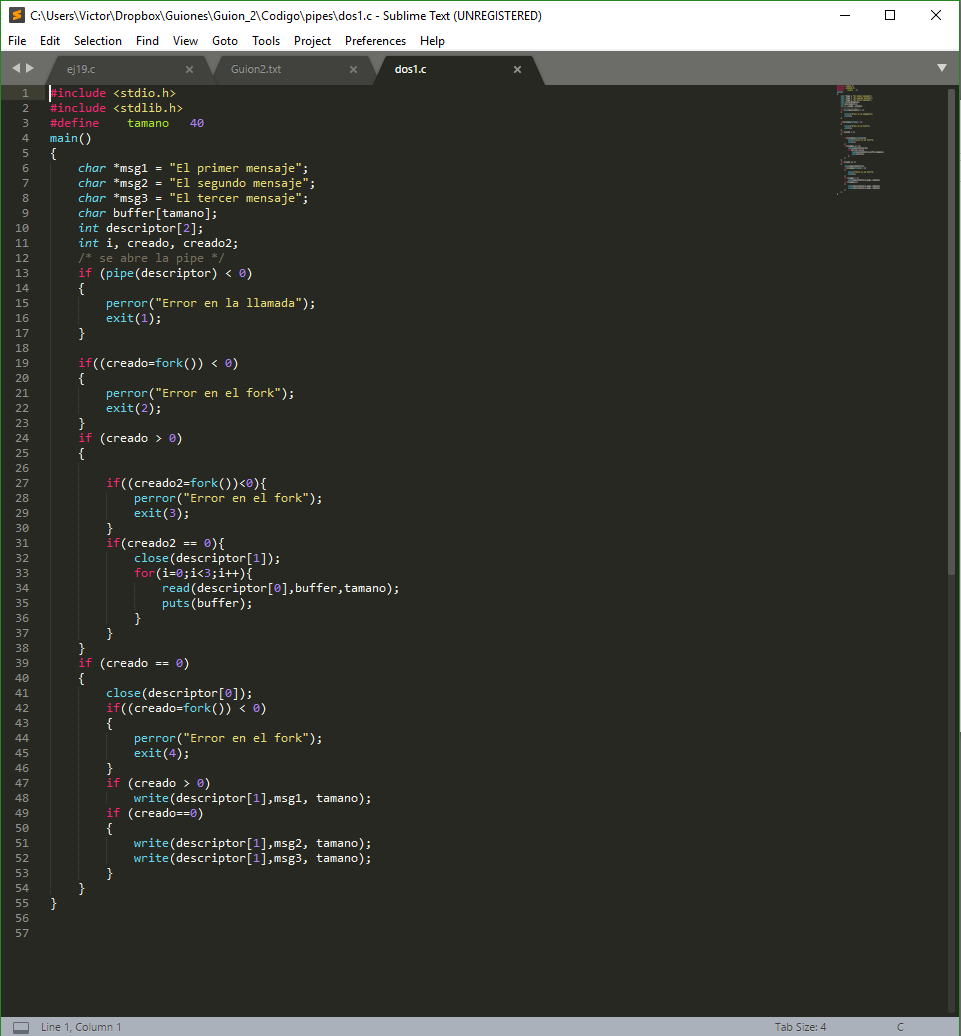 C:\Users\Victor\Dropbox\Guiones\Guion_2\Codigo\pipes\dos1.c - Sublime Text (UNREGISTERED)
File Edit Selection Find View Goto Tools Project Preferences Help
ej19.c Guion2.txt dos1.c
1 #include <stdio.h>
2 #include <stdlib.h>
3 #define    tamano   40
4 main()
5 {
6     char *msg1 = "El primer mensaje";
7     char *msg2 = "El segundo mensaje";
8     char *msg3 = "El tercer mensaje";
9     char buffer[tamano];
10     int descriptor[2];
11     int i, creado, creado2;
12     /* se abre la pipe */
13     if (pipe(descriptor) < 0)
14     {
15         perror("Error en la llamada");
16         exit(1);
17     }
18
19     if((creado=fork()) < 0)
20     {
21         perror("Error en el fork");
22         exit(2);
23     }
24     if (creado > 0)
25     {
26
27         if((creado2=fork())<0){
28             perror("Error en el fork");
29             exit(3);
30         }
31         if(creado2 == 0){
32             close(descriptor[1]);
33             for(i=0;i<3;i++){
34                 read(descriptor[0],buffer,tamano);
35                 puts(buffer);
36             }
37         }
38     }
39     if (creado == 0)
40     {
41         close(descriptor[0]);
42         if((creado=fork()) < 0)
43         {
44             perror("Error en el fork");
45             exit(4);
46         }
47         if (creado > 0)
48             write(descriptor[1],msg1, tamano);
49         if (creado==0)
50         {
51             write(descriptor[1],msg2, tamano);
52             write(descriptor[1],msg3, tamano);
53         }
54     }
55 }
56
57
Line 1, Column 1 Tab Size: 4 C